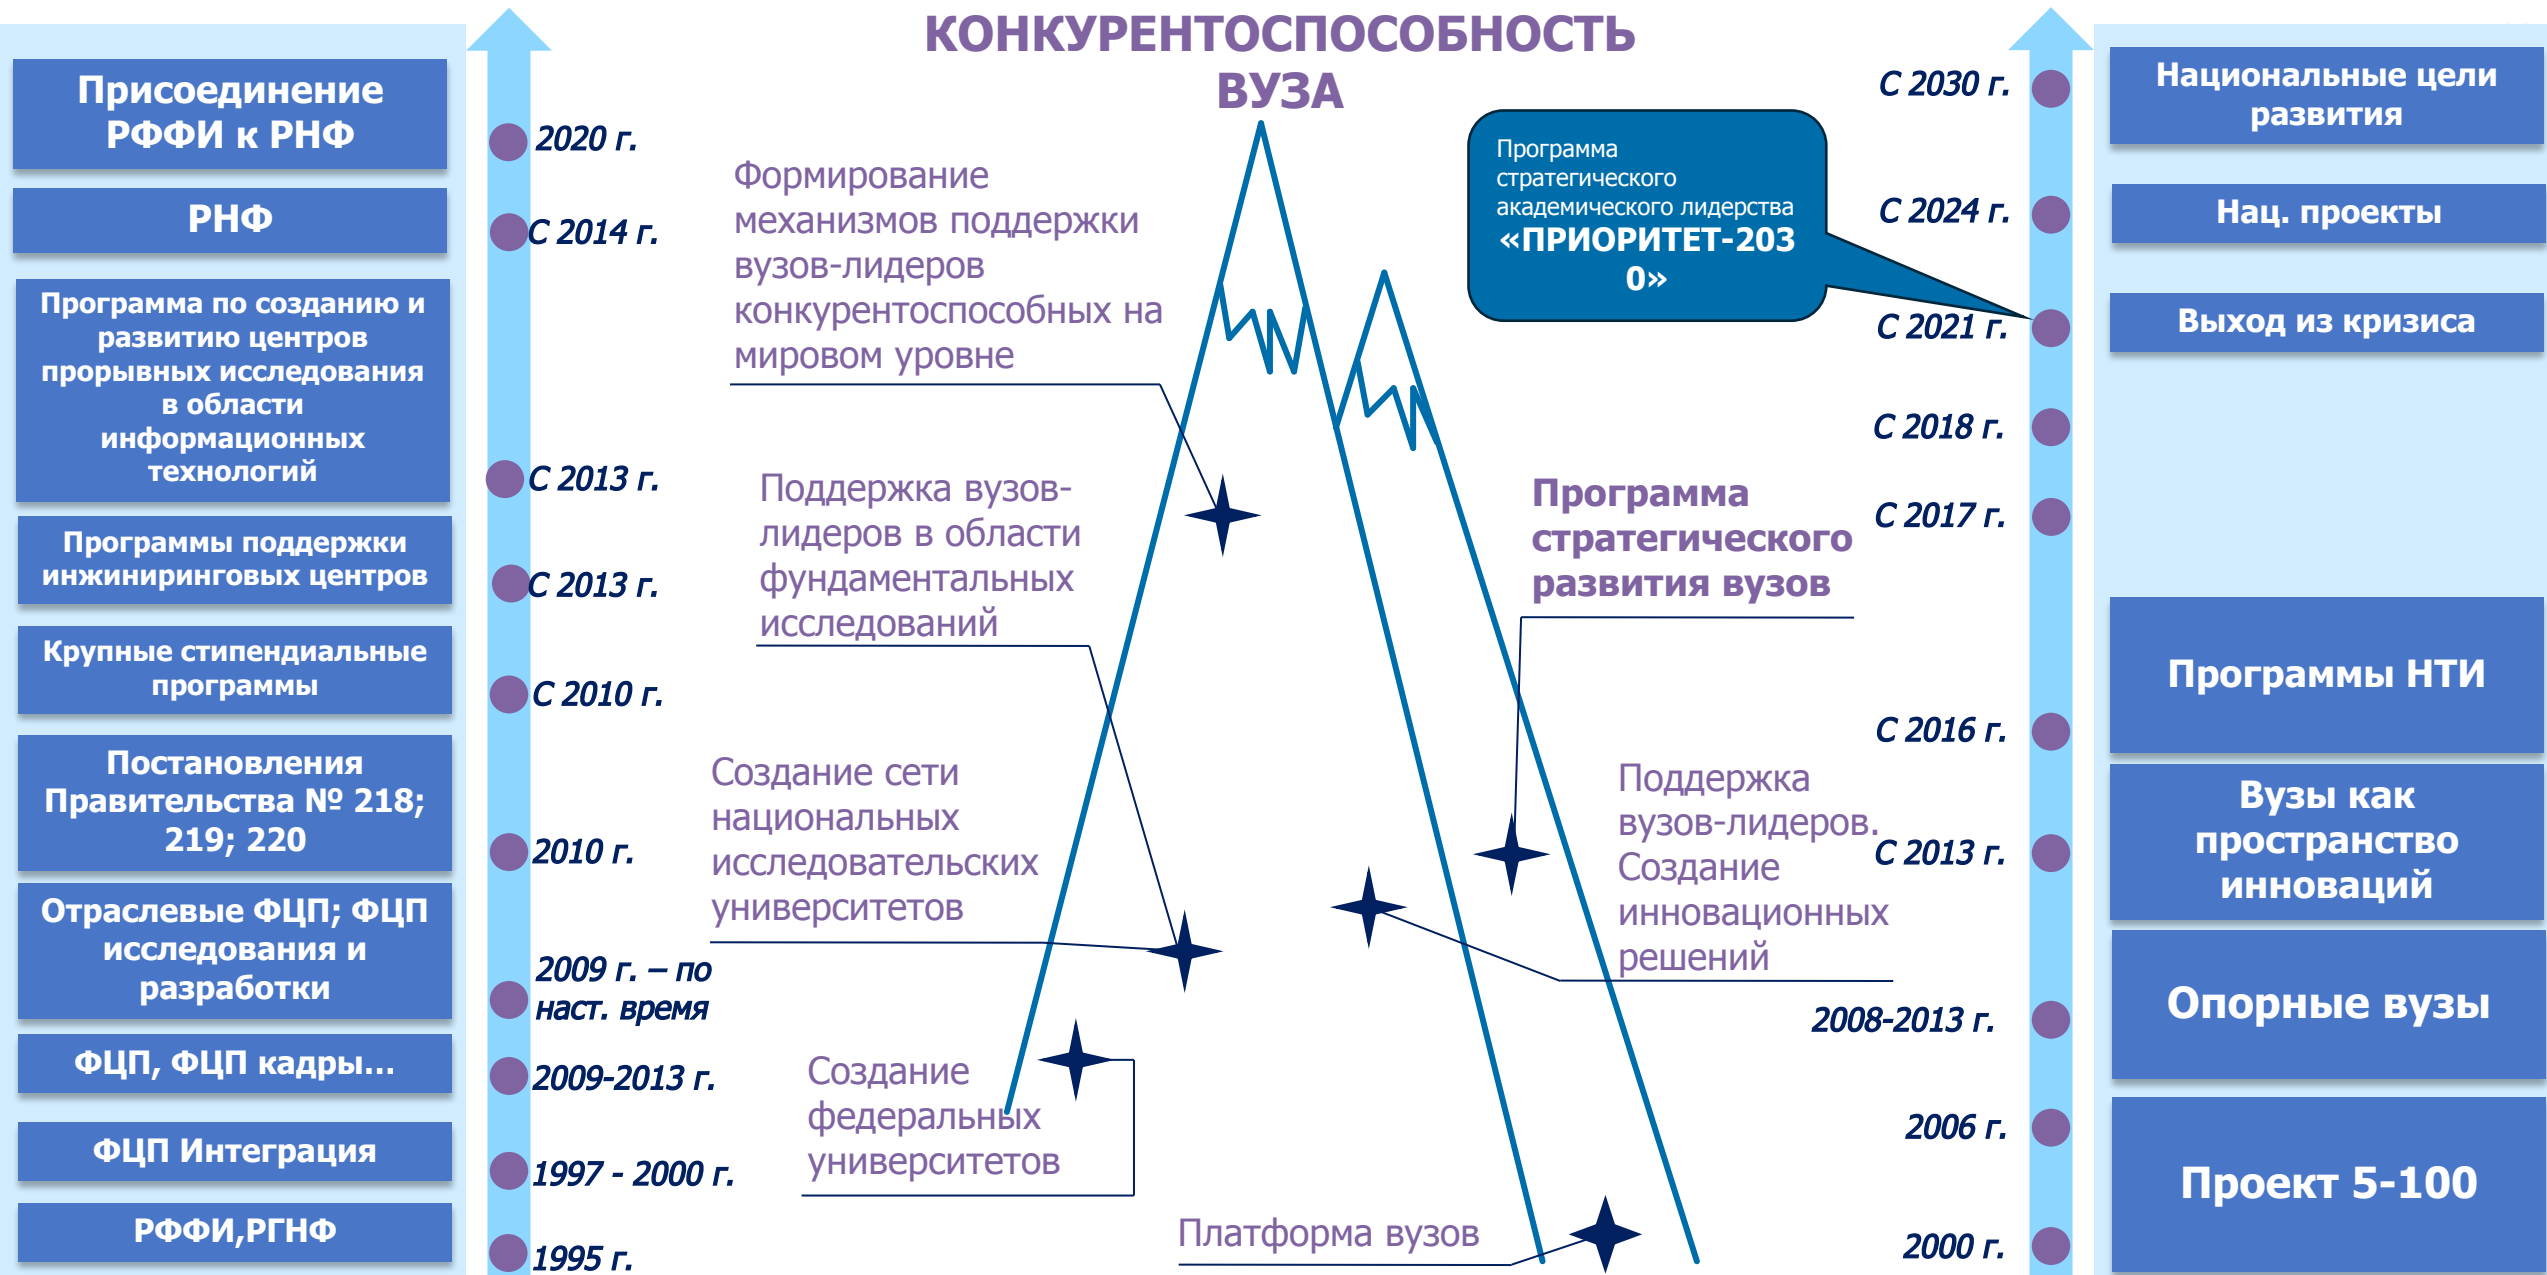 КОНКУРЕНТОСПОСОБНОСТЬ
ВУЗА
Присоединение
РФФИ к РНФ
РНФ
Программа по созданию и
развитию центров
прорывных исследования
в области
информационных
технологий
Программы поддержки
инжиниринговых центров
Крупные стипендиальные
программы
Постановления
Правительства № 218;
219; 220
Отраслевые ФЦП; ФЦП
исследования и
разработки
ФЦП, ФЦП кадры...
ФЦП Интеграция
РФФИ,РГНФ
2020 г.
С 2014 г.
С 2013 г.
С 2013 г.
С 2010 г.
2010 г.
2009 г. – по
наст. время
2009-2013 г.
1997 - 2000 г.
1995 г.
Формирование
механизмов поддержки
вузов-лидеров
конкурентоспособных на
мировом уровне
Поддержка вузов-
лидеров в области
фундаментальных
исследований
Создание сети
национальных
исследовательских
университетов
Создание
федеральных
университетов
Платформа вузов
Программа
стратегического
академического лидерства
«ПРИОРИТЕТ-203
0»
Программа
стратегического
развития вузов
Поддержка
вузов-лидеров.
Создание
инновационных
решений
С 2030 г.
С 2024 г.
С 2021 г.
С 2018 г.
С 2017 г.
С 2016 г.
С 2013 г.
2008-2013 г.
2006 г.
2000 г.
Национальные цели
развития
Нац. проекты
Выход из кризиса
Программы НТИ
Вузы как
пространство
инноваций
Опорные вузы
Проект 5-100